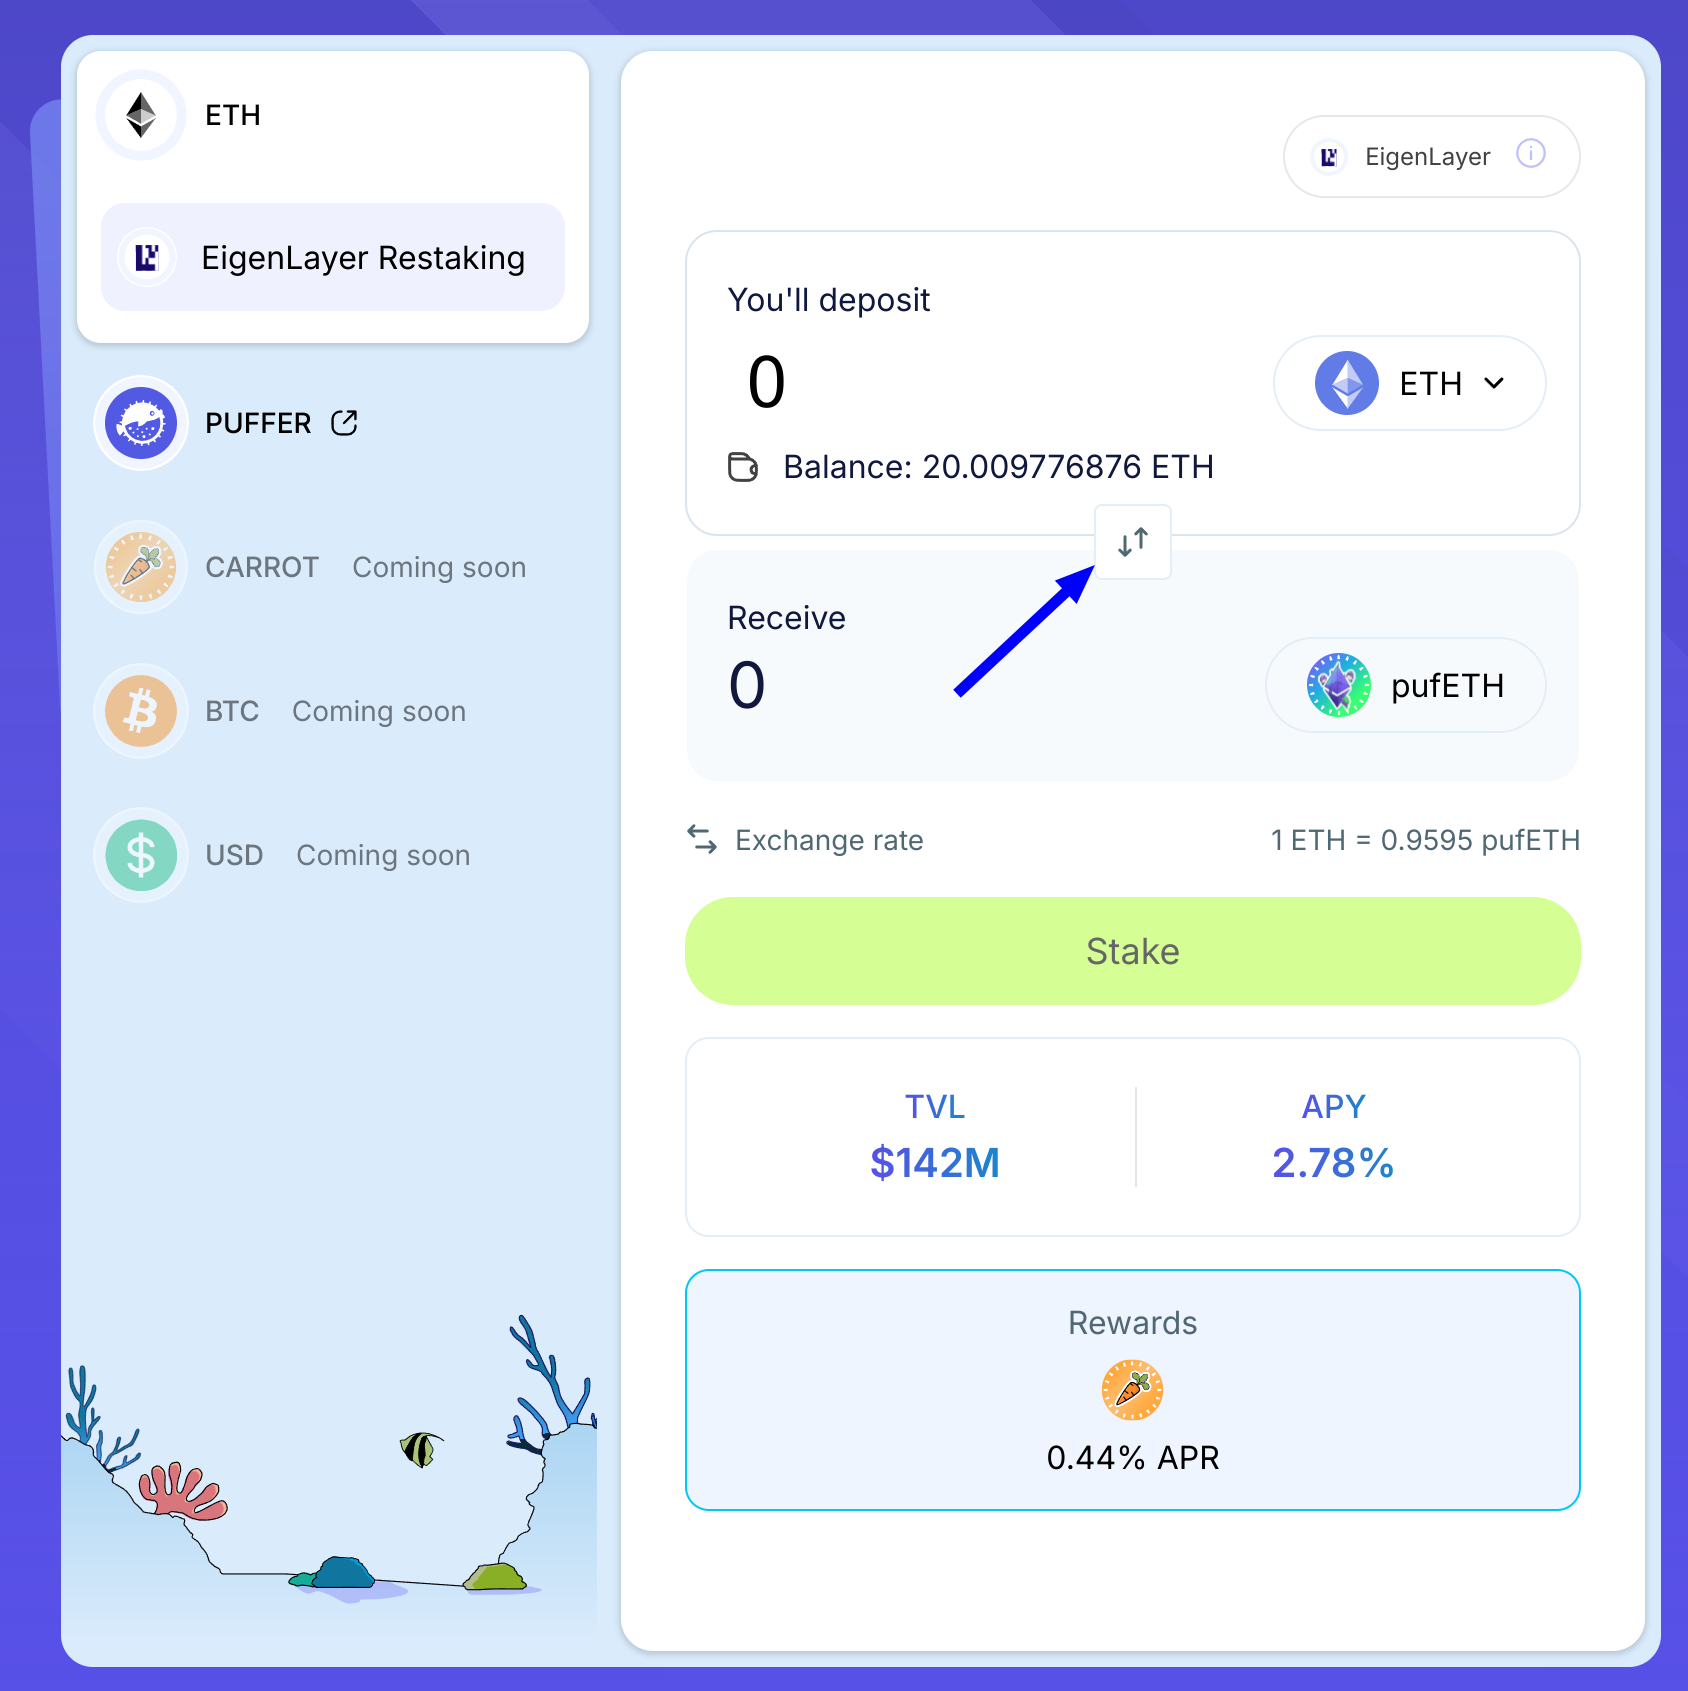 ETH
EigenLayer Restaking
PUFFER
CARROT Coming soon
BTC Coming soon
USD Coming soon
EigenLayer
You'll deposit
0
ETH
Balance: 20.009776876 ETH
Receive
0
pufETH
Exchange rate
1 ETH = 0.9595 pufETH
Stake
TVL
$142M
APY
2.78%
Rewards
0.44% APR